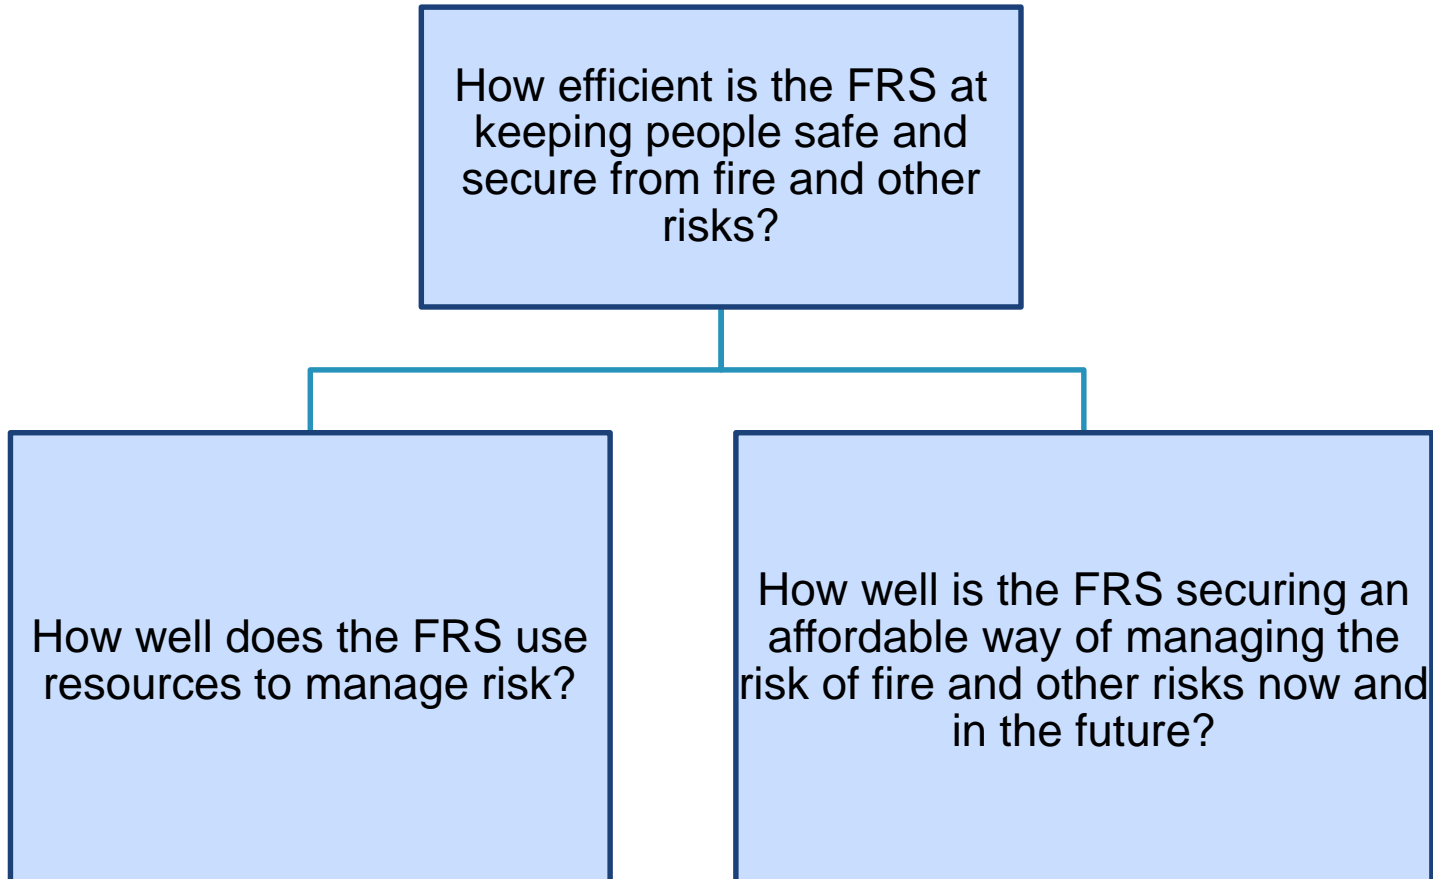 How efficient is the FRS at
keeping people safe and
secure from fire and other
risks?
How well does the FRS use
resources to manage risk?
How well is the FRS securing an
affordable way of managing the
risk of fire and other risks now and
in the future?